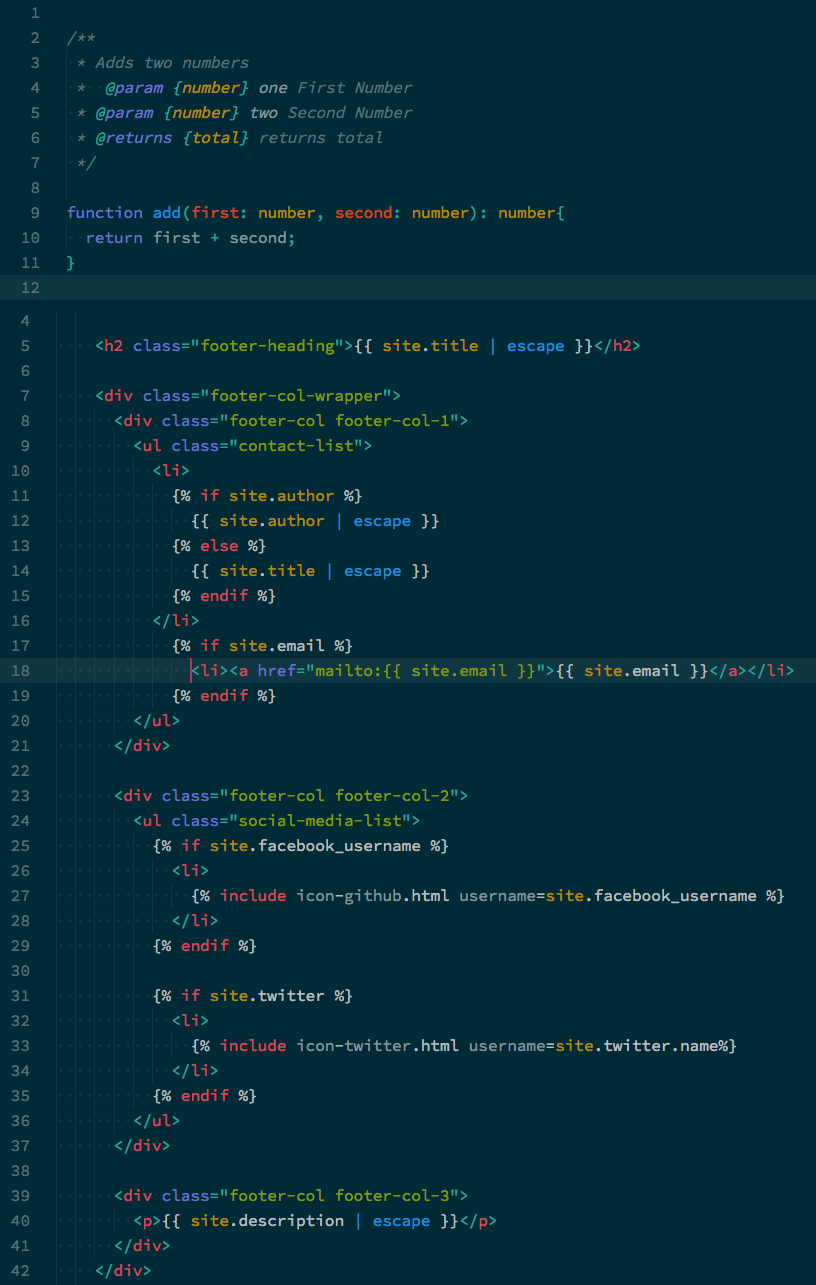 1
2 /**
3  * Adds two numbers
4  *  @param {number} one First Number
5  * @param {number} two Second Number
6  * @returns {total} returns total
7  */
8
9 function add(first: number, second: number): number{
10   return first + second;
11 }
12
4
5     <h2 class="footer-heading">{{ site.title | escape }}</h2>
6
7     <div class="footer-col-wrapper">
8       <div class="footer-col footer-col-1">
9         <ul class="contact-list">
10           <li>
11             {% if site.author %}
12               {{ site.author | escape }}
13             {% else %}
14               {{ site.title | escape }}
15             {% endif %}
16           </li>
17             {% if site.email %}
18               <li><a href="mailto:{{ site.email }}">{{ site.email }}</a></li>
19             {% endif %}
20         </ul>
21       </div>
22
23       <div class="footer-col footer-col-2">
24         <ul class="social-media-list">
25           {% if site.facebook_username %}
26             <li>
27               {% include icon-github.html username=site.facebook_username %}
28             </li>
29           {% endif %}
30
31           {% if site.twitter %}
32             <li>
33               {% include icon-twitter.html username=site.twitter.name%}
34             </li>
35           {% endif %}
36         </ul>
37       </div>
38
39       <div class="footer-col footer-col-3">
40         <p>{{ site.description | escape }}</p>
41       </div>
42     </div>